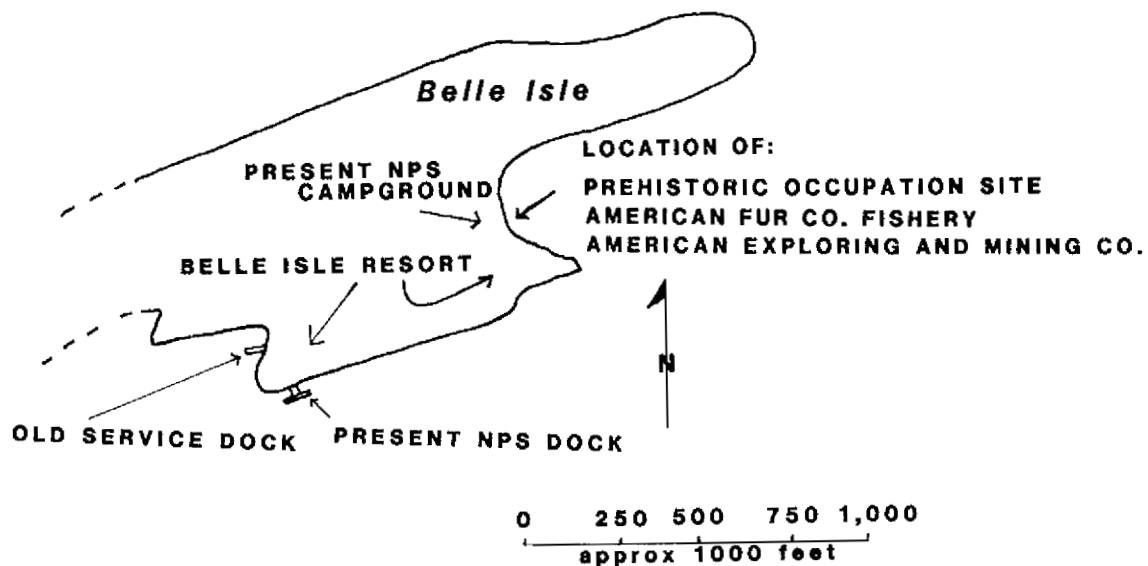 Belle Isle
LOCATION OF:
PRESENT NPS
CAMPGROUND
PREHISTORIC OCCUPATION SITE
AMERICAN FUR CO. FISHERY
AMERICAN EXPLORING AND MINING CO.
BELLE ISLE RESORT
N
OLD SERVICE DOCK
PRESENT NPS DOCK
0 250 500 750 1,000
approx 1000 feet